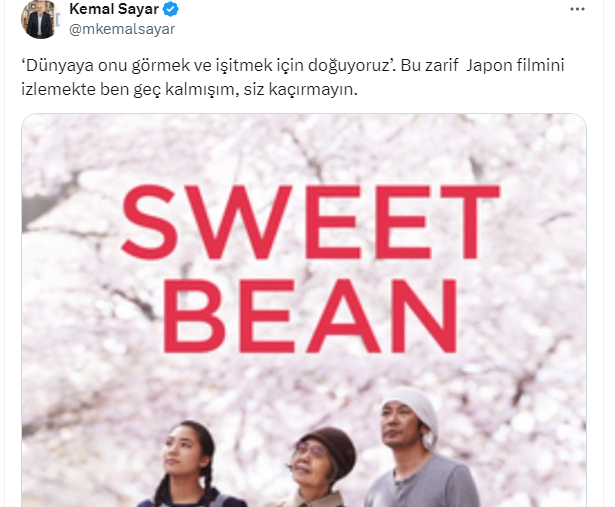 Kemal Sayar
@mkemalsayar
‘Dünyaya onu görmek ve işitmek için doğuyoruz’. Bu zarif Japon filmini
izlemekte ben geç kalmışım, siz kaçırmayın.
SWEET
BEAN